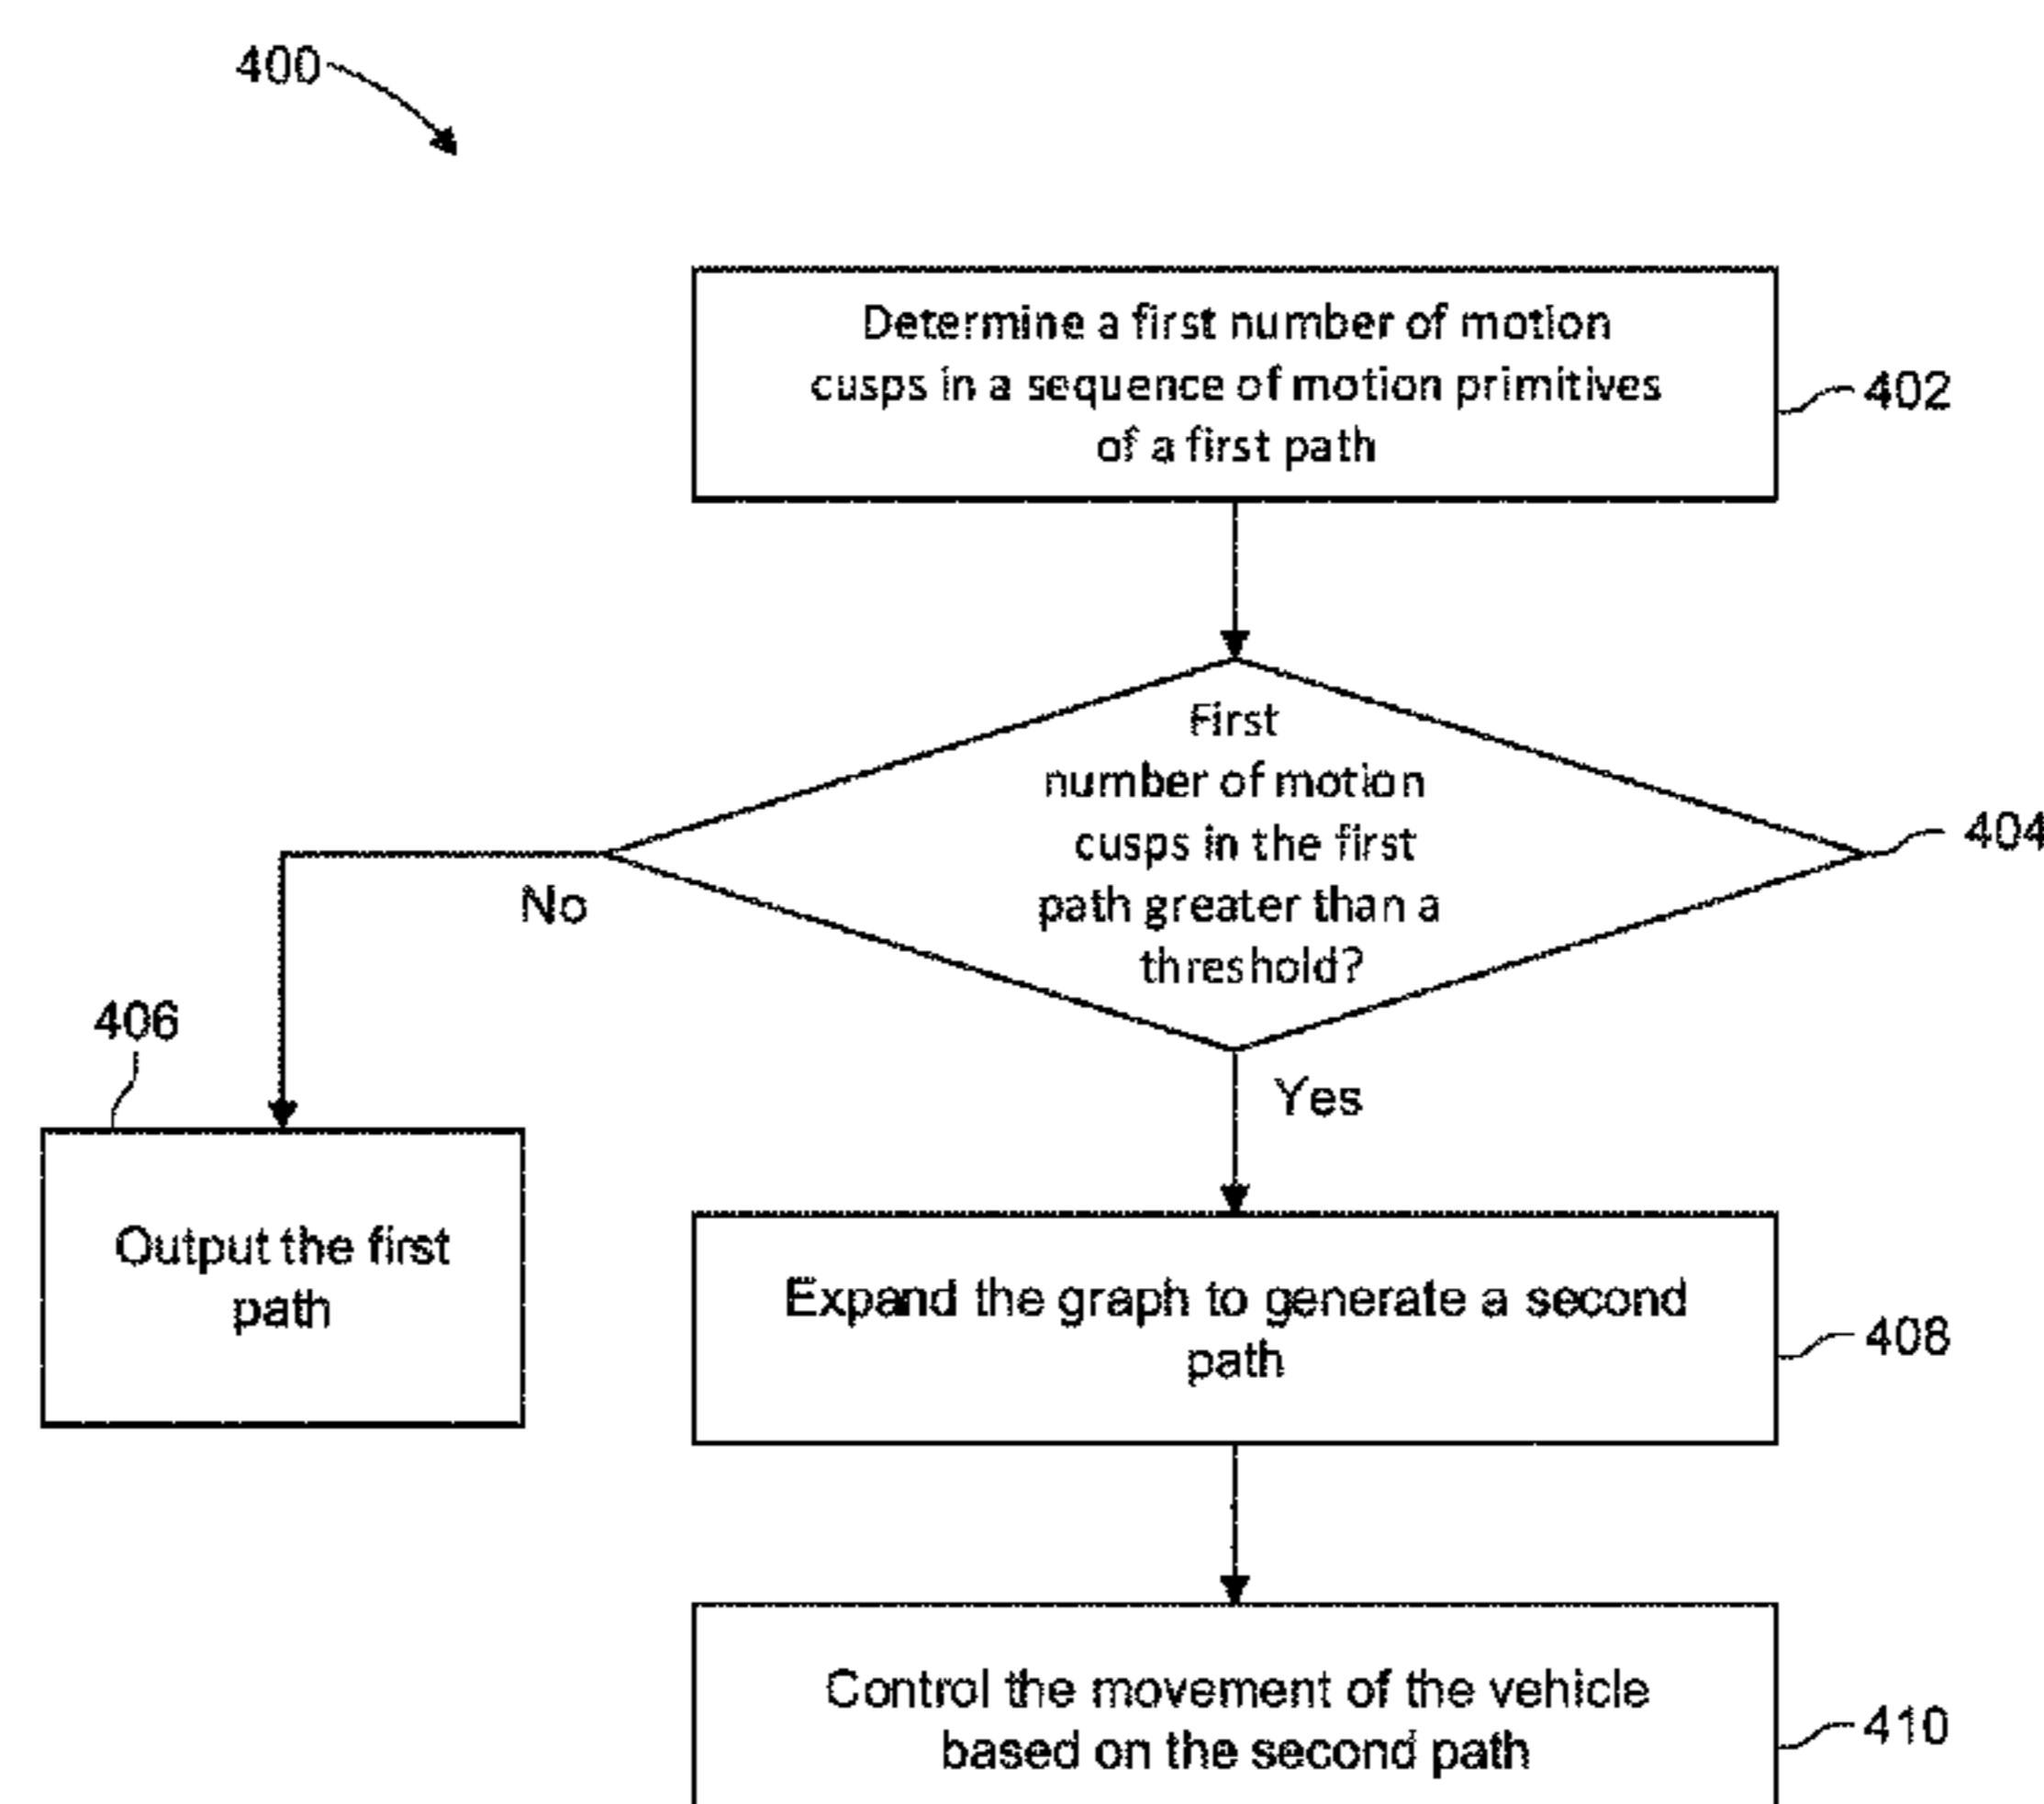 400
Determine a first number of motion
cusps in a sequence of motion primitives
of a first path
402
First
number of motion
cusps in the first
path greater than a
threshold?
404
No
Yes
406
Output the first
path
Expand the graph to generate a second
path
408
Control the movement of the vehicle
based on the second path
410